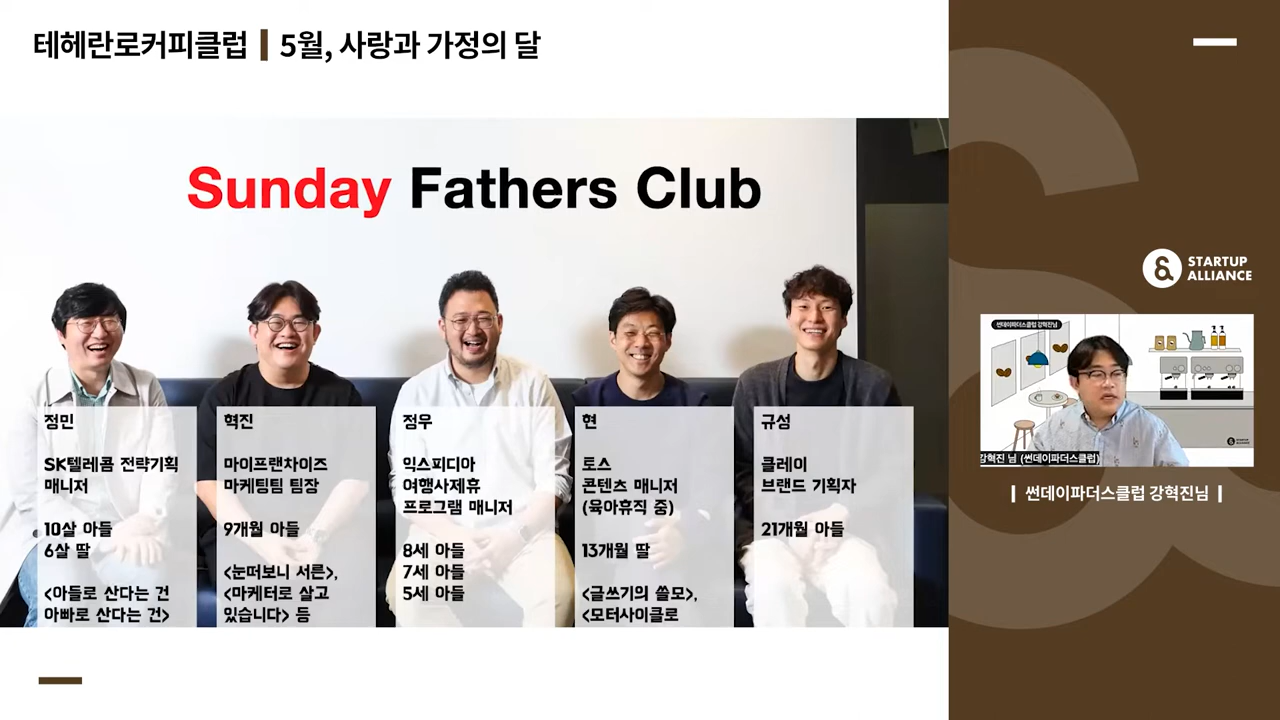 테헤란로커피클럽 | 5월, 사랑과 가정의 달
Sunday Fathers Club
정민
SK텔레콤 전략기획
매니저
10살 아들
6살 딸
<아들로 산다는 건
아빠로 산다는 건>
혁진
마이프랜차이즈
마케팅팀 팀장
9개월 아들
<눈떠보니 서른>,
<마케터로 살고
있습니다> 등
정우
익스피디아
여행사제휴
프로그램 매니저
8세 아들
7세 아들
5세 아들
현
토스
콘텐츠 매니저
(육아휴직 중)
13개월 딸
<글쓰기의 쓸모>,
<모터사이클로
규성
클레이
브랜드 기획자
21개월 아들
STARTUP
ALLIANCE
썬데이파더스클럽 강혁진님
강혁진 님 (썬데이파더스클럽)
| 썬데이파더스클럽 강혁진님 |